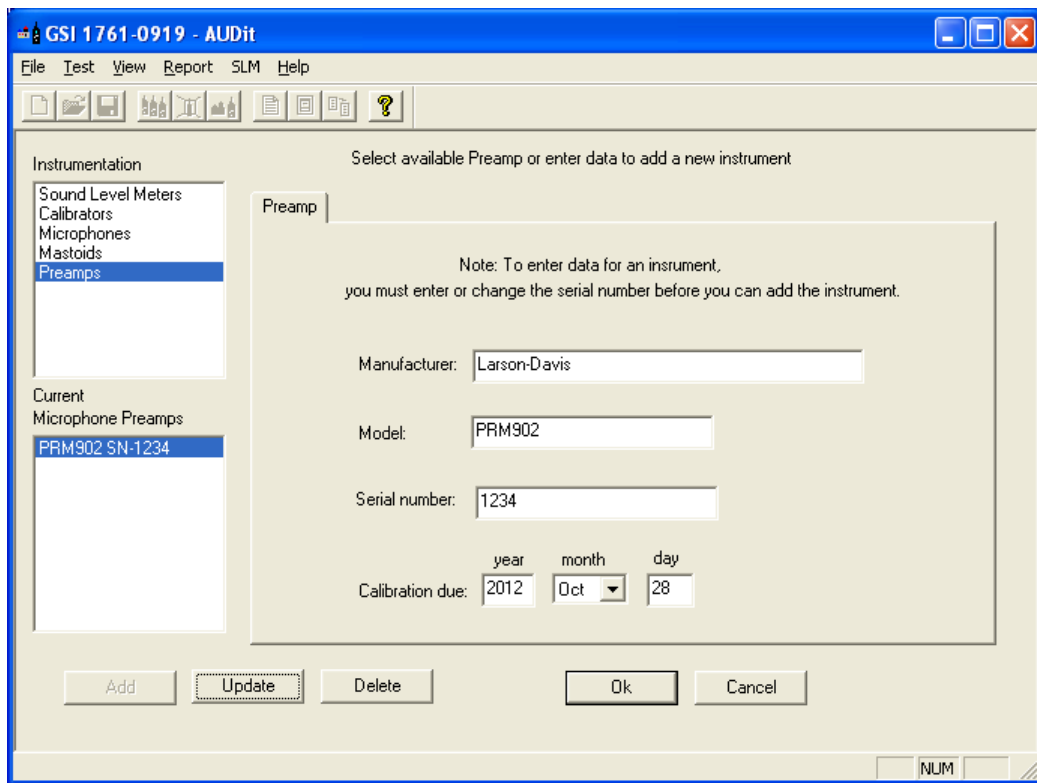 GSI 1761-0919 - AUDit
File Test View Report SLM Help
?
Select available Preamp or enter data to add a new instrument
Instrumentation
Sound Level Meters
Calibrators
Microphones
Mastoids
Preamps
Current
Microphone Preamps
PRM902 SN-1234
Preamp
Note: To enter data for an insrument,
you must enter or change the serial number before you can add the instrument.
Manufacturer: Larson-Davis
Model: PRM902
Serial number: 1234
year month day
Calibration due: 2012 Oct 28
Add Update Delete Ok Cancel
NUM